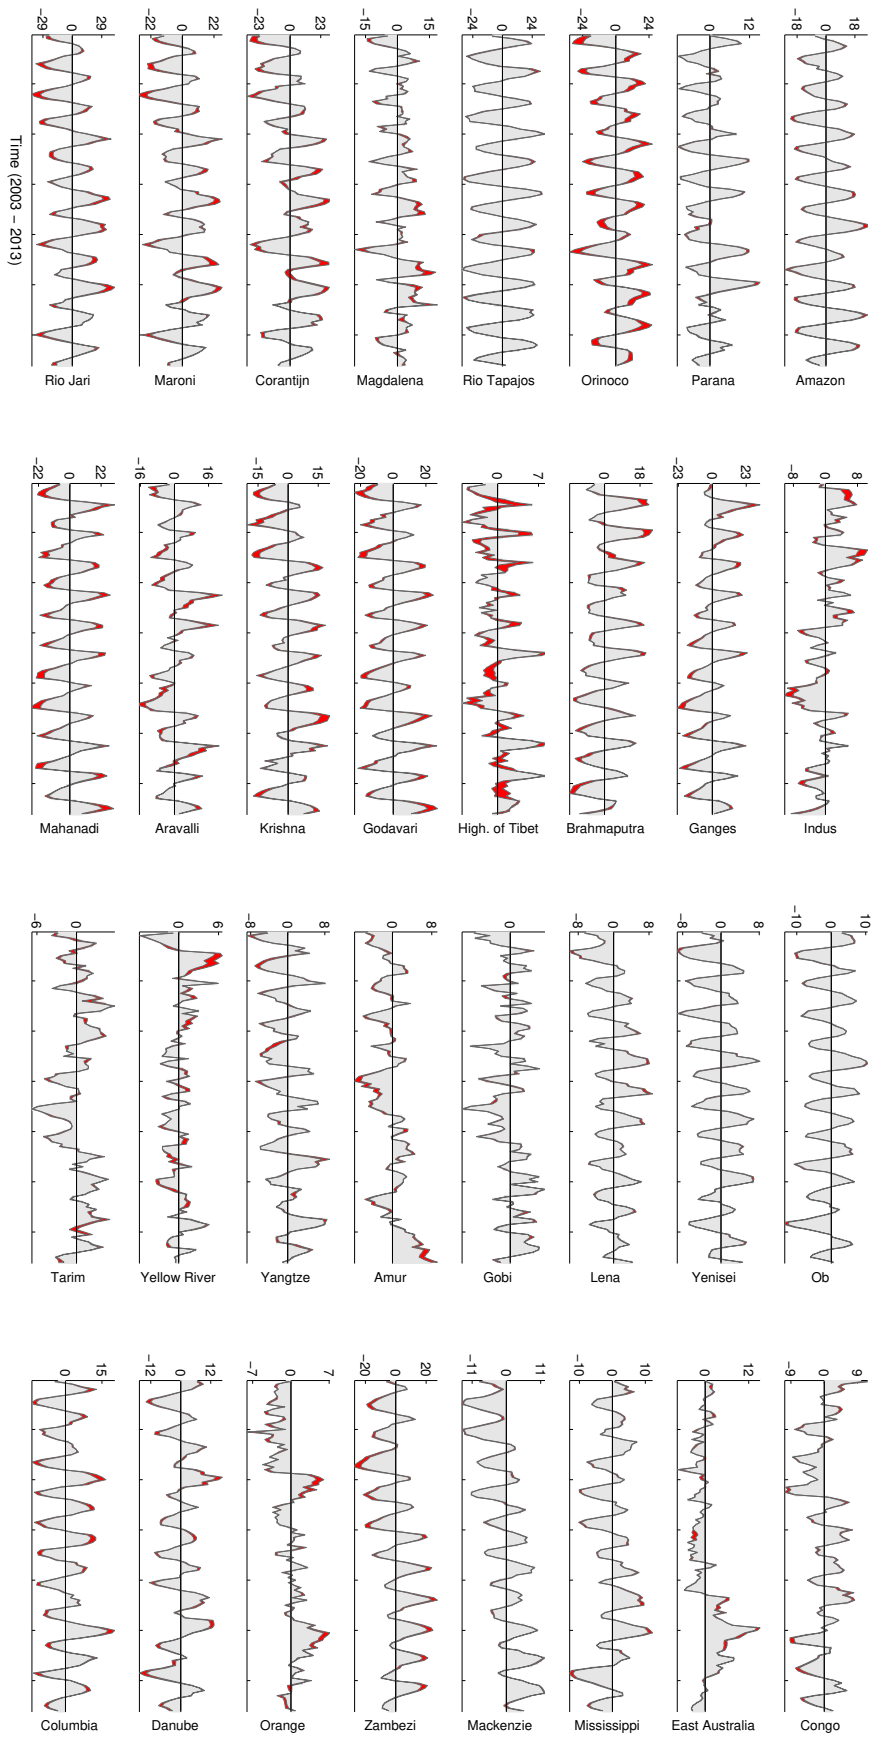 −29 0 29
−22 0 22
−23 0 23
−15 0 15
0 24
−24 0 24
0 12
−18 0 18
Time (2003 − 2013)
Rio Jari
Maroni
Corantijn
Magdalena
Rio Tapajos
Orinoco
Parana
Amazon
−22 0 22
−16 0 16
−15 0 15
−20 0 20
0 7
0 18
−23 0 23
−8 0 8
Mahanadi
Aravalli
Krishna
Godavari
High. of Tibet
Brahmaputra
Ganges
Indus
−6 0
0 6
−8 0 8
0 8
0
−8 0 8
−8 0 8
−10 0 10
Tarim
Yellow River
Yangtze
Amur
Gobi
Lena
Yenisei
Ob
0 15
−12 0 12
−7 0 7
−20 0 20
−11 0 11
−10 0 10
0 12
−9 0 9
Columbia
Danube
Orange
Zambezi
Mackenzie
Mississippi
East Australia
Congo